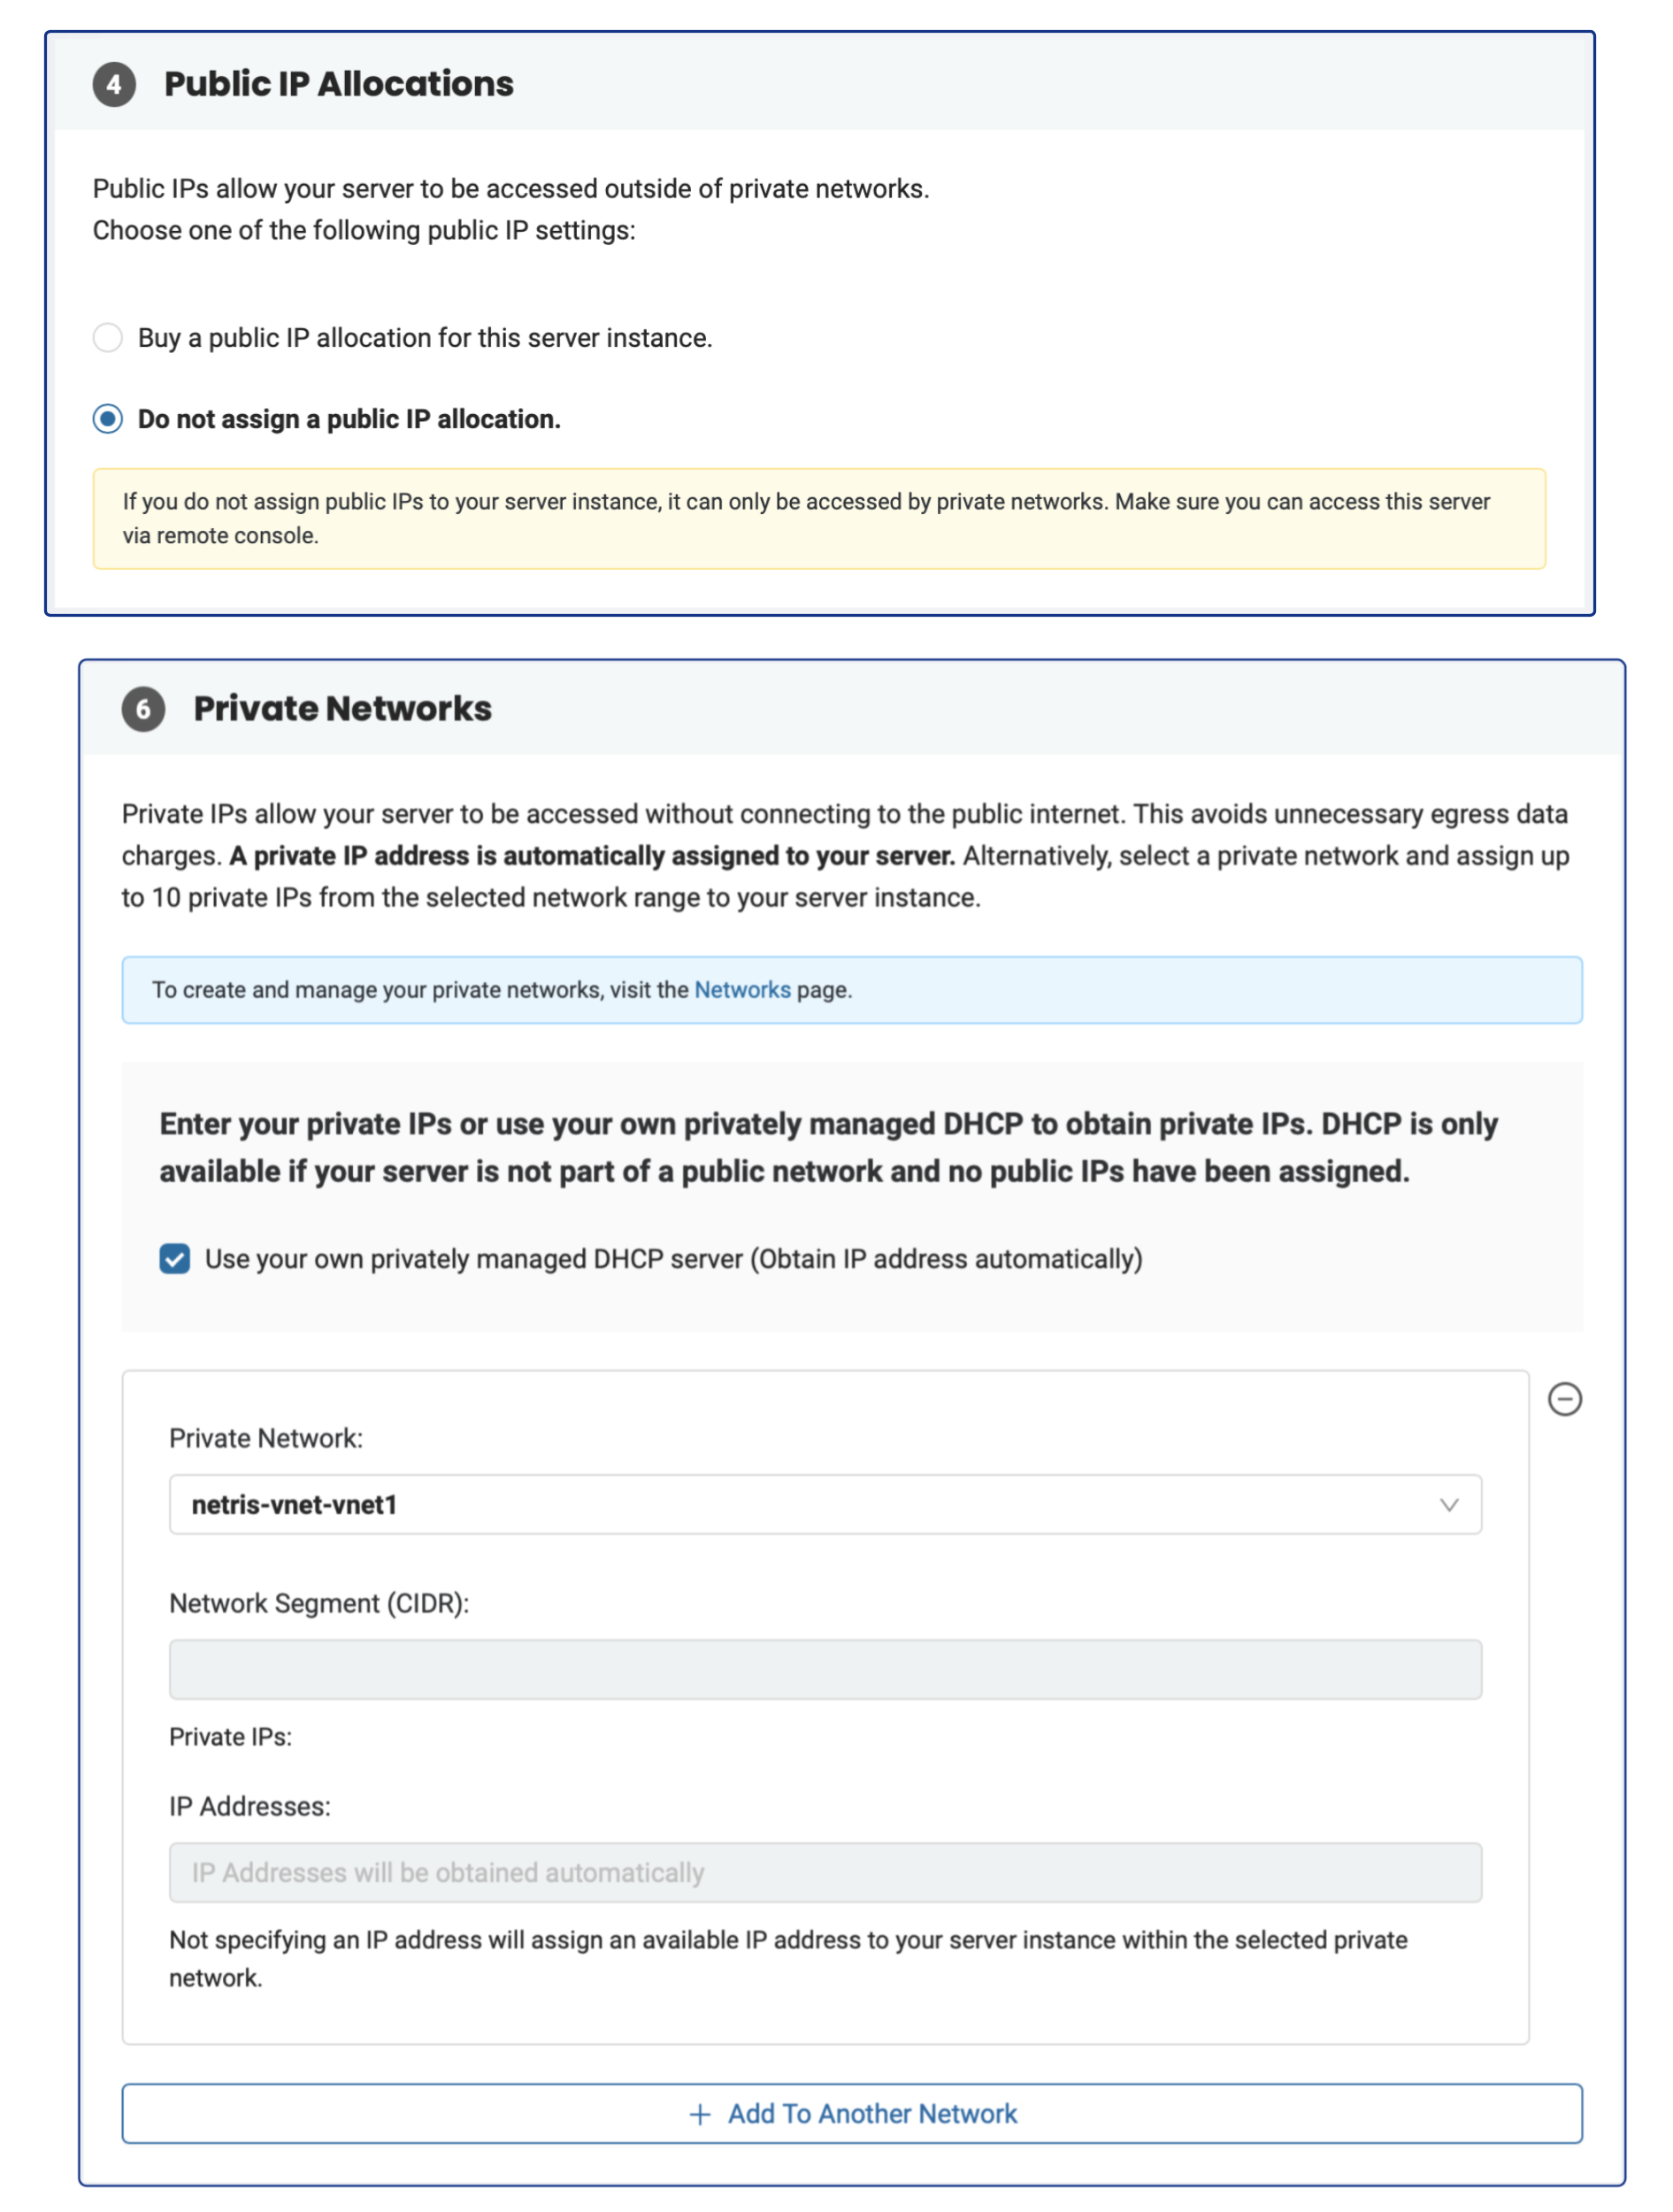 4 Public IP Allocations
Public IPs allow your server to be accessed outside of private networks.
Choose one of the following public IP settings:
Buy a public IP allocation for this server instance.
Do not assign a public IP allocation.
If you do not assign public IPs to your server instance, it can only be accessed by private networks. Make sure you can access this server
via remote console.
6 Private Networks
Private IPs allow your server to be accessed without connecting to the public internet. This avoids unnecessary egress data
charges. A private IP address is automatically assigned to your server. Alternatively, select a private network and assign up
to 10 private IPs from the selected network range to your server instance.
To create and manage your private networks, visit the Networks page.
Enter your private IPs or use your own privately managed DHCP to obtain private IPs. DHCP is only
available if your server is not part of a public network and no public IPs have been assigned.
Use your own privately managed DHCP server (Obtain IP address automatically)
Private Network:
netris-vnet-vnet1
Network Segment (CIDR):
Private IPs:
IP Addresses:
IP Addresses will be obtained automatically
Not specifying an IP address will assign an available IP address to your server instance within the selected private
network.
+ Add To Another Network